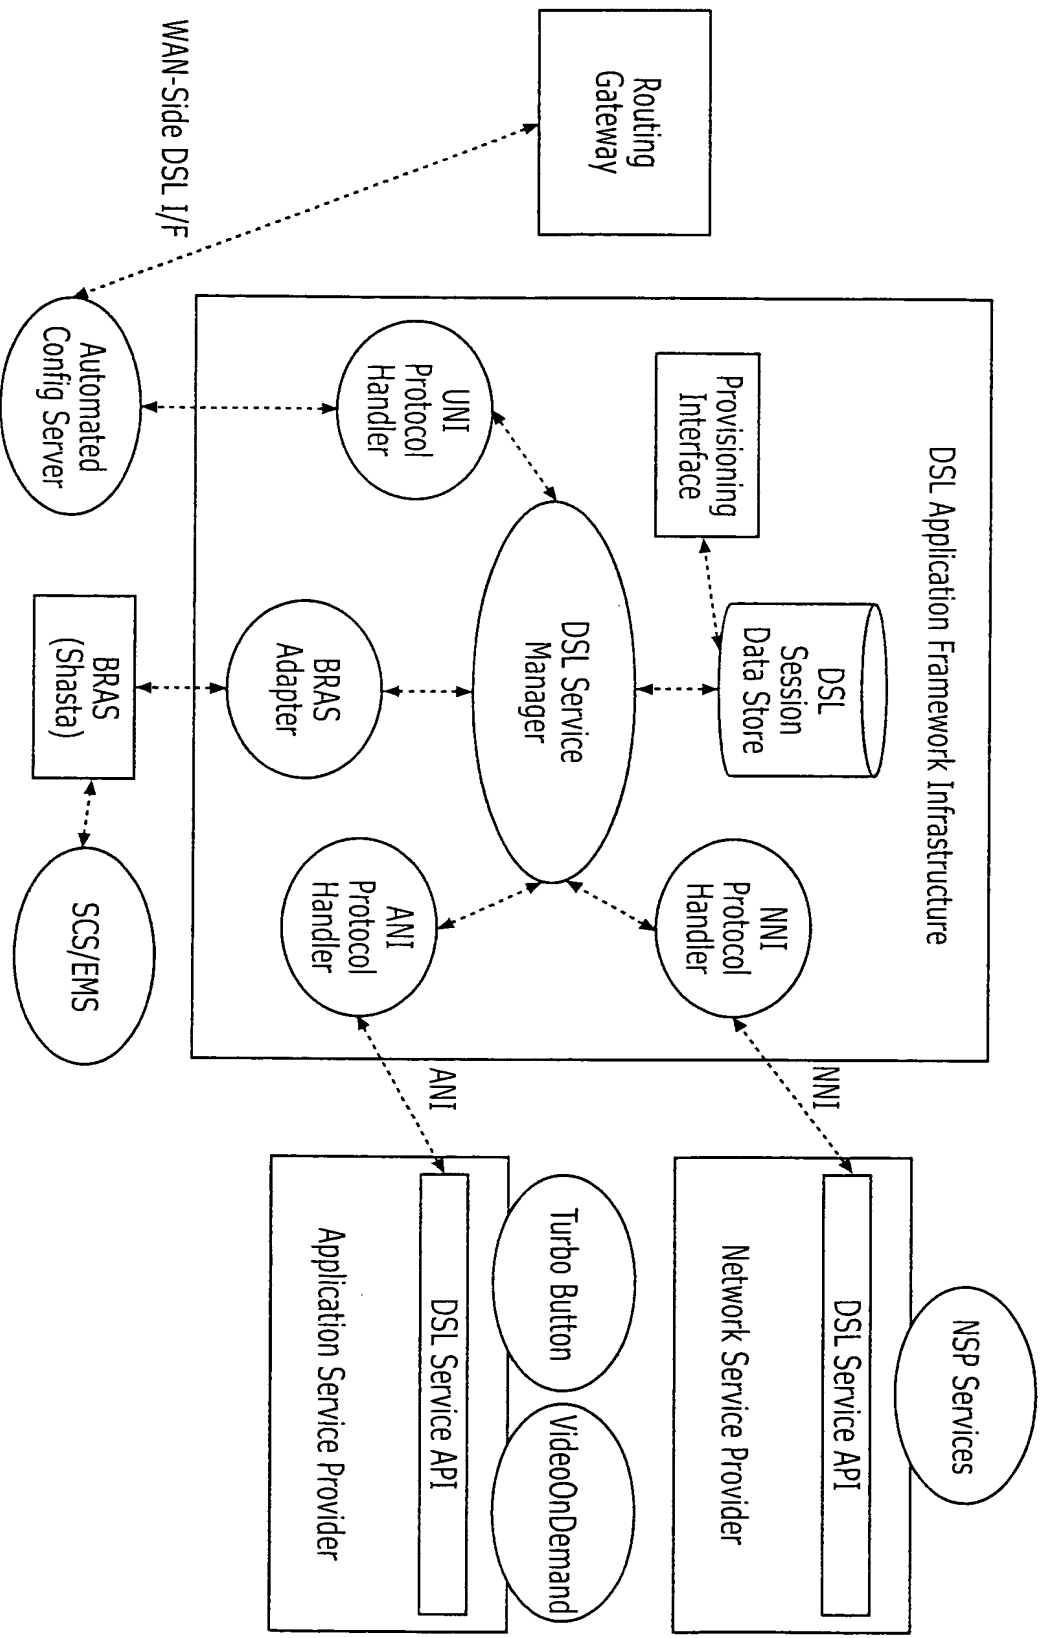 DSL Application Framework Infrastructure
Routing
Gateway
WAN-Side DSL I/F
Provisioning
Interface
DSL
Session
Data Store
NNI
Protocol
Handler
UNI
Protocol
Handler
DSL Service
Manager
BRAS
Adapter
ANI
Protocol
Handler
Automated
Config Server
BRAS
(Shasta)
SCS/EMS
NNI
ANI
NSP Services
DSL Service API
Network Service Provider
Turbo Button
VideoOnDemand
DSL Service API
Application Service Provider